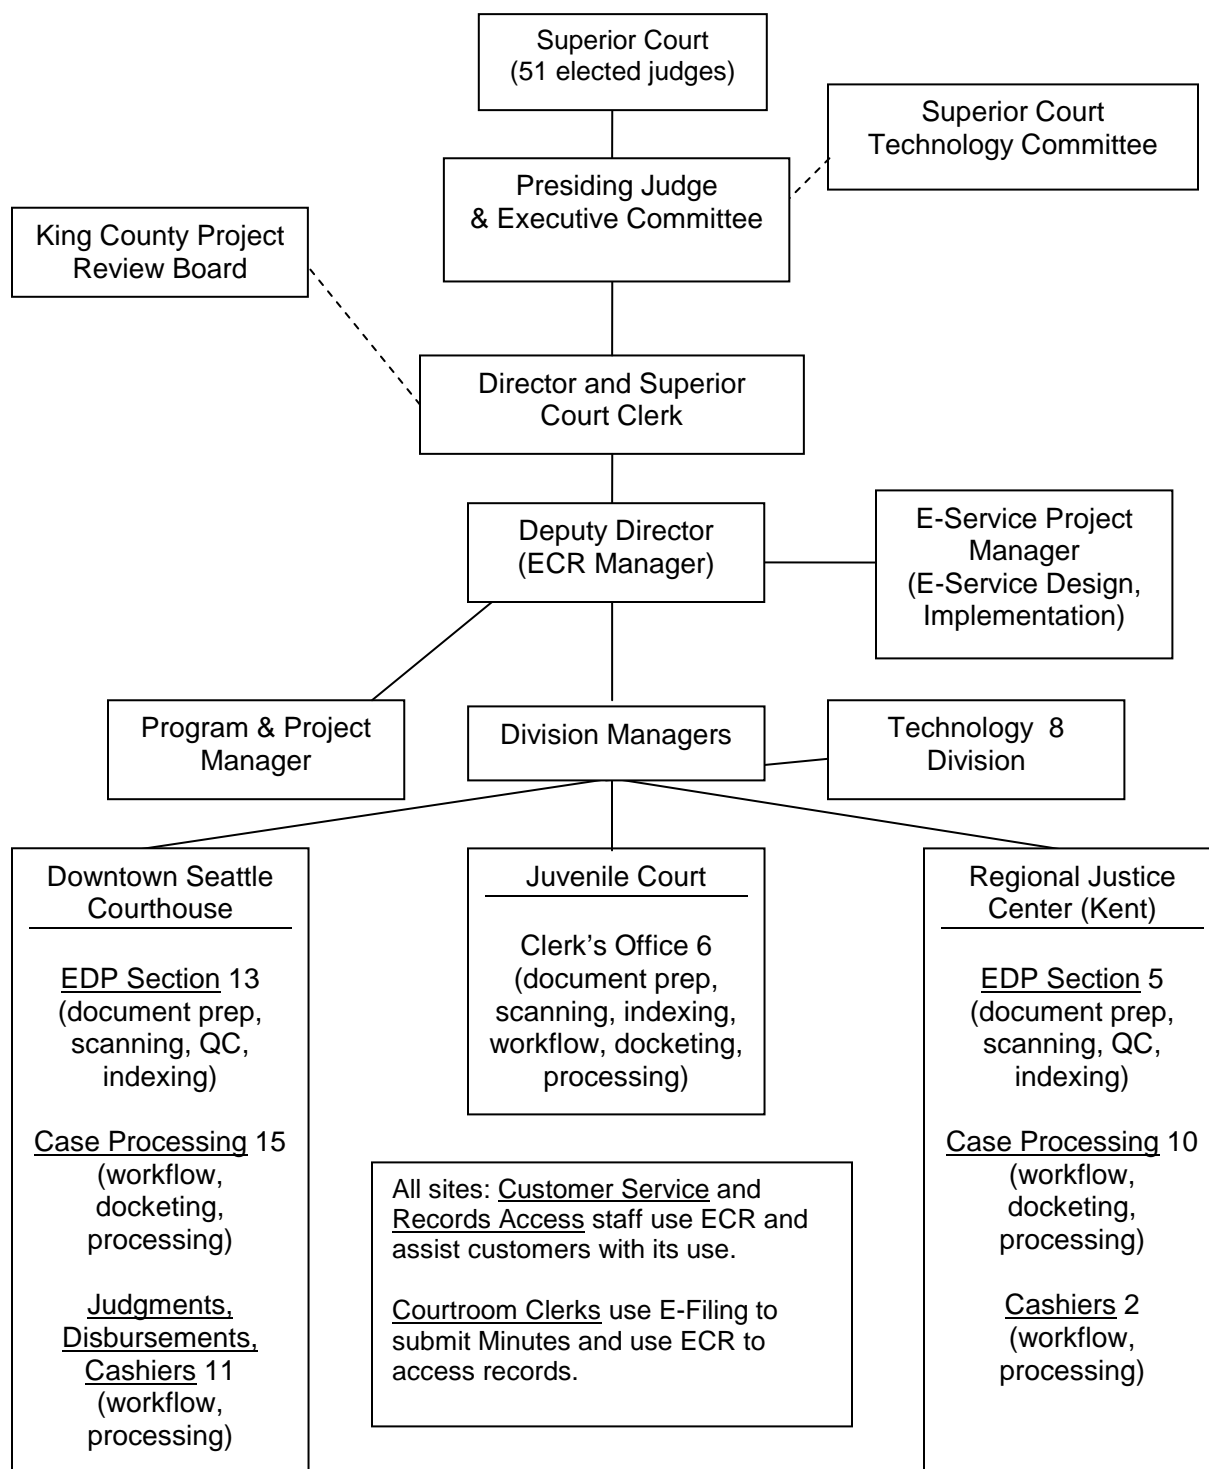 Superior Court
(51 elected judges)
Superior Court
Technology Committee
Presiding Judge
& Executive Committee
King County Project
Review Board
Director and Superior
Court Clerk
Deputy Director
(ECR Manager)
E-Service Project
Manager
(E-Service Design,
Implementation)
Program & Project
Manager
Division Managers
Technology 8
Division
Downtown Seattle
Courthouse
EDP Section 13
(document prep,
scanning, QC,
indexing)
Case Processing 15
(workflow,
docketing,
processing)
Judgments,
Disbursements,
Cashiers 11
(workflow,
processing)
Juvenile Court
Clerk's Office 6
(document prep,
scanning, indexing,
workflow, docketing,
processing)
All sites: Customer Service and
Records Access staff use ECR and
assist customers with its use.
Courtroom Clerks use E-Filing to
submit Minutes and use ECR to
access records.
Regional Justice
Center (Kent)
EDP Section 5
(document prep,
scanning, QC,
indexing)
Case Processing 10
(workflow,
docketing,
processing)
Cashiers 2
(workflow,
processing)